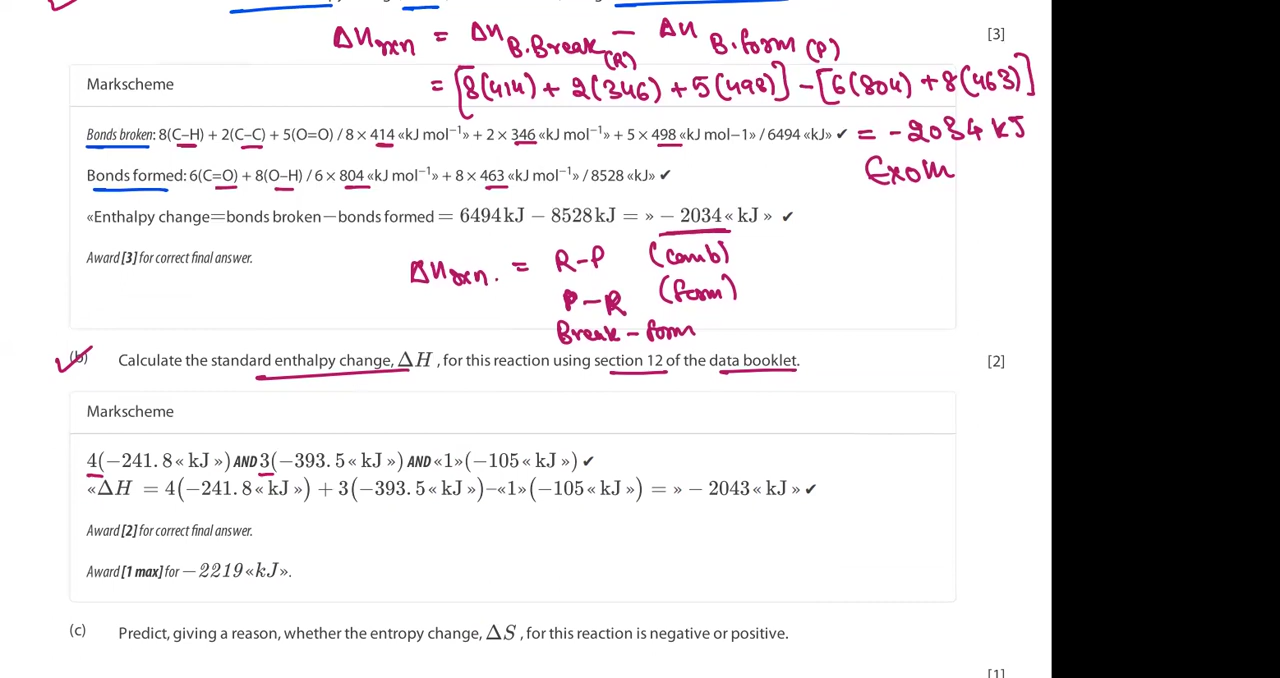 ΔHrxn = ΔH B.Break (R) − ΔH B.form (P)
[3]
Markscheme
= [8(414) + 2(346) + 5(498)] − [6(804) + 8(463)]
Bonds broken: 8(C–H) + 2(C–C) + 5(O=O) / 8 × 414 «kJ mol⁻¹» + 2 × 346 «kJ mol⁻¹» + 5 × 498 «kJ mol–1» / 6494 «kJ» ✔ = −2034 kJ
Bonds formed: 6(C=O) + 8(O–H) / 6 × 804 «kJ mol⁻¹» + 8 × 463 «kJ mol⁻¹» / 8528 «kJ» ✔ Exom
«Enthalpy change=bonds broken−bonds formed = 6494 kJ − 8528 kJ = » − 2034 « kJ » ✔
Award [3] for correct final answer.
ΔHrxn. = R−P (comb)
P−R (form)
Break − form
(b) Calculate the standard enthalpy change, ΔH , for this reaction using section 12 of the data booklet. [2]
Markscheme
4(−241. 8 « kJ ») AND 3(−393. 5 « kJ ») AND «1»(−105 « kJ ») ✔
«ΔH = 4(−241. 8 « kJ ») + 3(−393. 5 « kJ »)−«1»(−105 « kJ ») = » − 2043 « kJ » ✔
Award [2] for correct final answer.
Award [1 max] for −2219 «kJ».
(c) Predict, giving a reason, whether the entropy change, ΔS , for this reaction is negative or positive.
[1]